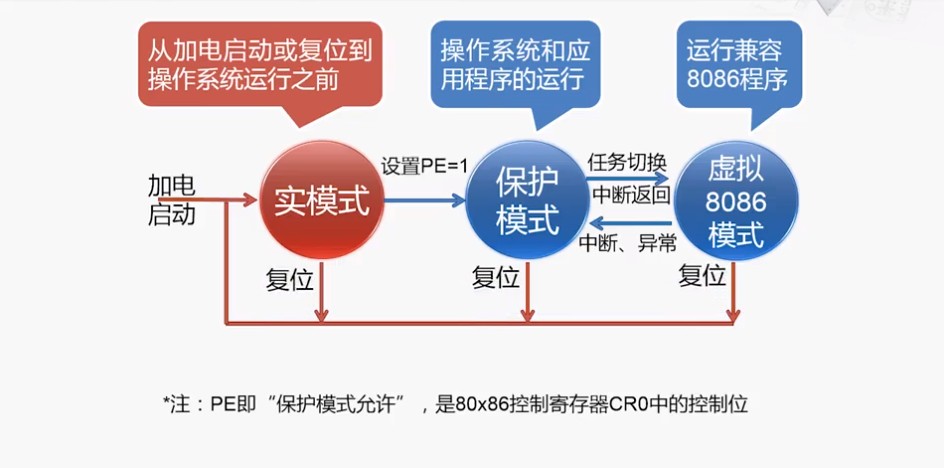 从加电启动或复位到
操作系统运行之前
操作系统和应
用程序的运行
运行兼容
8086程序
加电
启动
实模式
设置PE=1
保护
模式
任务切换
中断返回
中断、异常
虚拟
8086
模式
复位
复位
复位
*注：PE即“保护模式允许”，是80x86控制寄存器CR0中的控制位